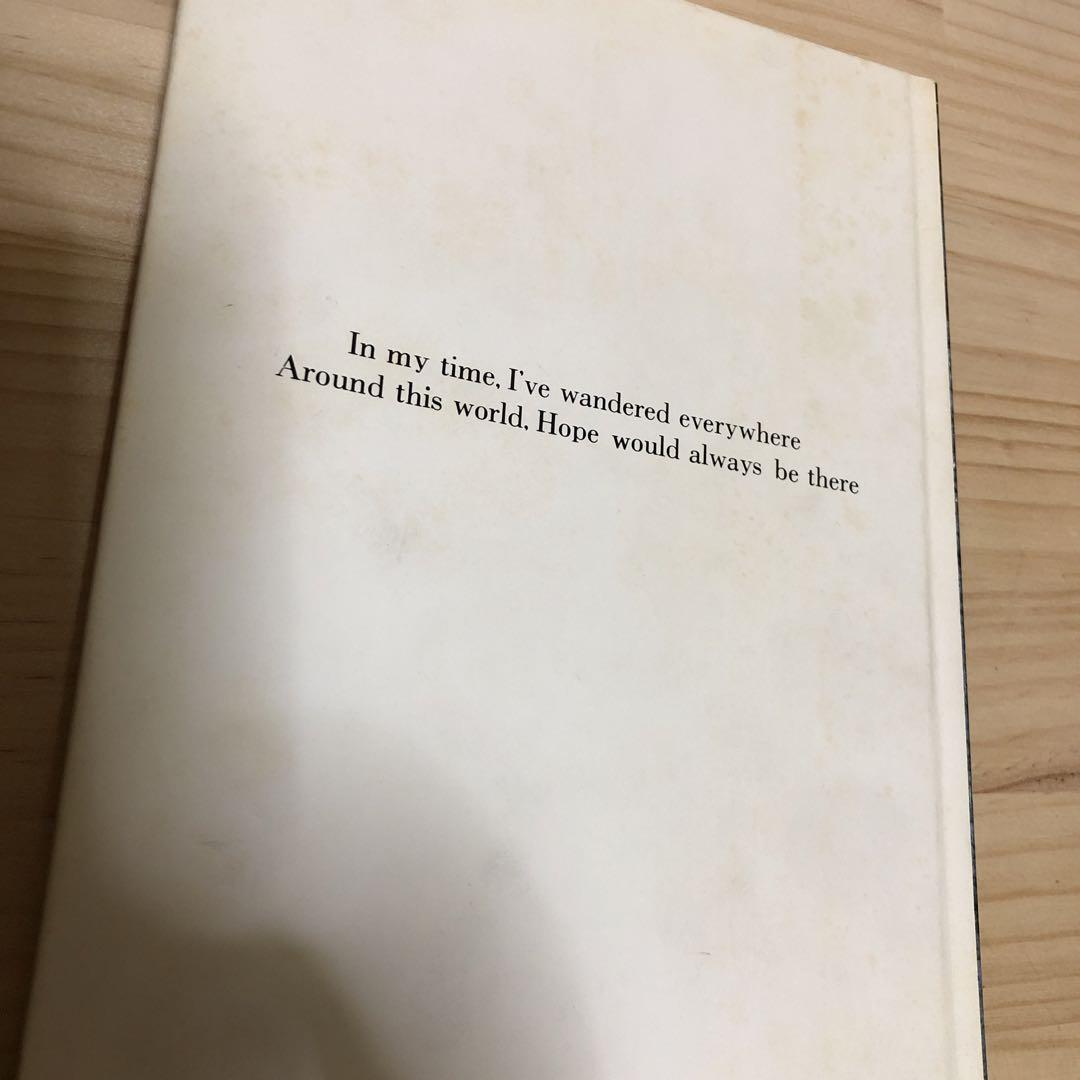 In my time, I've wandered everywhere
Around this world, Hope would always be there